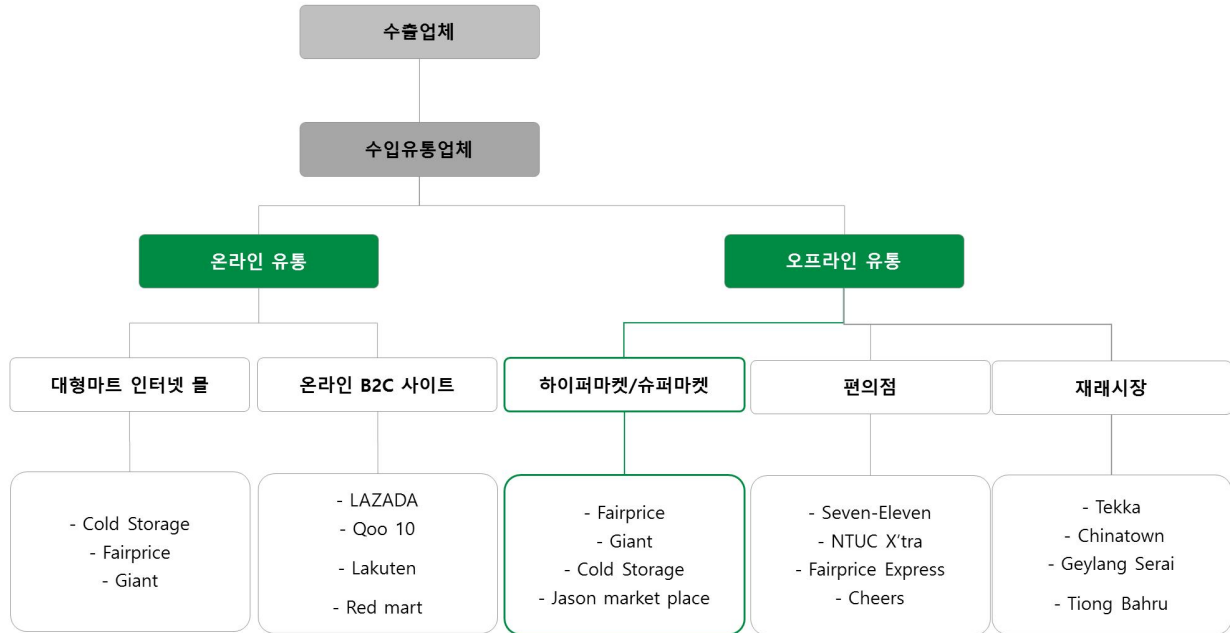 수출업체
수입유통업체
온라인 유통
오프라인 유통
대형마트 인터넷 몰
온라인 B2C 사이트
하이퍼마켓/슈퍼마켓
편의점
재래시장
- Cold Storage
- Fairprice
- Giant
- LAZADA
- Qoo 10
- Lakuten
- Red mart
- Fairprice
- Giant
- Cold Storage
- Jason market place
- Seven-Eleven
- NTUC X'tra
- Fairprice Express
- Cheers
- Tekka
- Chinatown
- Geylang Serai
- Tiong Bahru